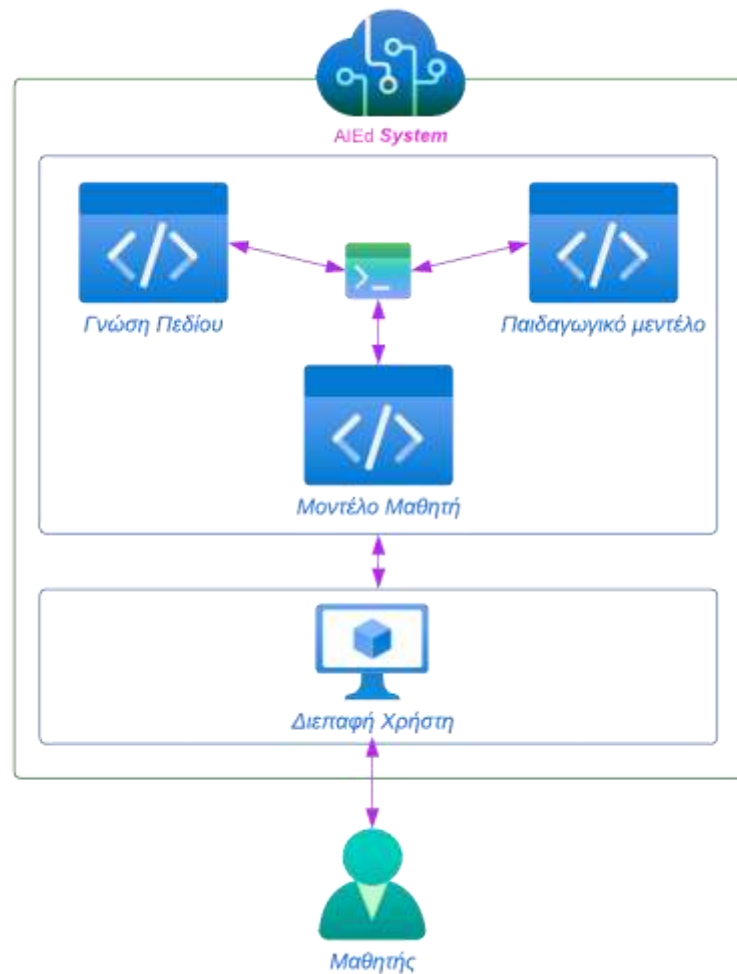 AIEd System
Γνώση Πεδίου
Παιδαγωγικό μεντέλο
Μοντέλο Μαθητή
Διεπαφή Χρήστη
Μαθητής